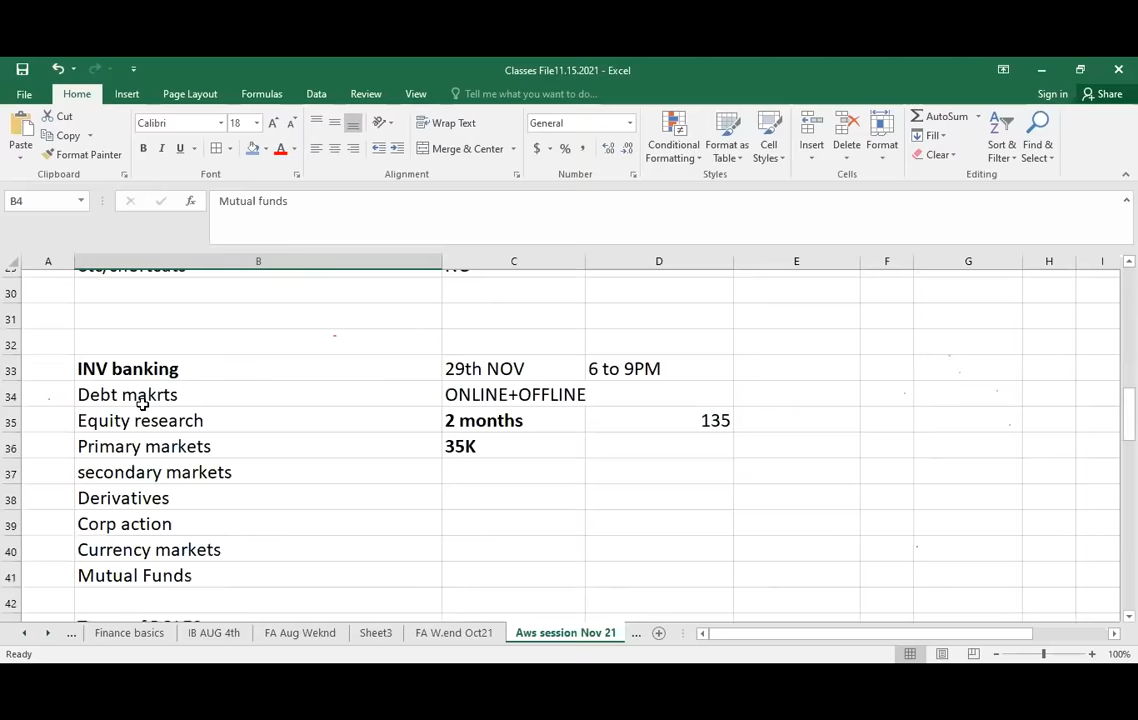 Classes File11.15.2021 - Excel
File Home Insert Page Layout Formulas Data Review View Tell me what you want to do... Sign in Share
Paste Cut Copy Format Painter
Calibri 18 A A B I U A
Wrap Text Merge & Center
General $ % ,
Conditional Formatting Format as Table Cell Styles
Insert Delete Format
AutoSum Fill Clear Sort & Filter Find & Select
Clipboard Font Alignment Number Styles Cells Editing
B4 fx Mutual funds
A B C D E F G H I
30
31
32
33 INV banking 29th NOV 6 to 9PM
34 Debt makrts ONLINE+OFFLINE
35 Equity research 2 months 135
36 Primary markets 35K
37 secondary markets
38 Derivatives
39 Corp action
40 Currency markets
41 Mutual Funds
42
... Finance basics IB AUG 4th FA Aug Weknd Sheet3 FA W.end Oct21 Aws session Nov 21 ...
Ready 100%